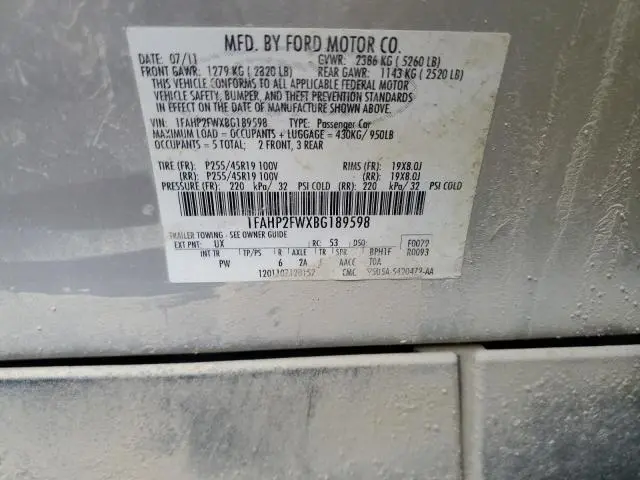 MFD. BY FORD MOTOR CO.
DATE: 07/11 GVWR: 2386 KG ( 5260 LB)
FRONT GAWR: 1279 KG ( 2820 LB) REAR GAWR: 1143 KG ( 2520 LB)
THIS VEHICLE CONFORMS TO ALL APPLICABLE FEDERAL MOTOR
VEHICLE SAFETY, BUMPER, AND THEFT PREVENTION STANDARDS
IN EFFECT ON THE DATE OF MANUFACTURE SHOWN ABOVE.
VIN: 1FAHP2FWXBG189598 TYPE: Passenger Car
MAXIMUM LOAD = OCCUPANTS + LUGGAGE = 430KG/950LB
OCCUPANTS = 5 TOTAL; 2 FRONT, 3 REAR
TIRE (FR): P255/45R19 100V RIMS (FR): 19X8.0J
(RR): P255/45R19 100V (RR): 19X8.0J
PRESSURE (FR): 220 kPa/ 32 PSI COLD (RR): 220 kPa/ 32 PSI COLD
1FAHP2FWXBG189598
TRAILER TOWING - SEE OWNER GUIDE
EXT PNT: UX RC: 53 DSO: F0079
INT TR TP/PS R AXLE TR SPR BPH1F R0093
PW 6 2A AACE TOA
CMC